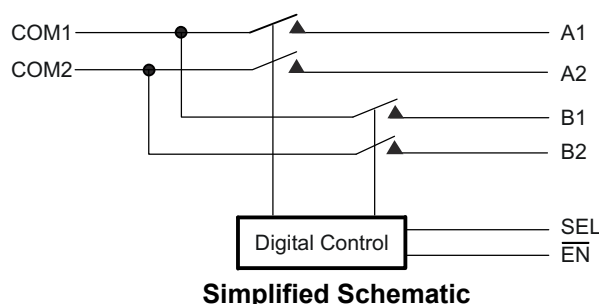 COM1
A1
COM2
A2
B1
B2
Digital Control
SEL
EN
Simplified Schematic